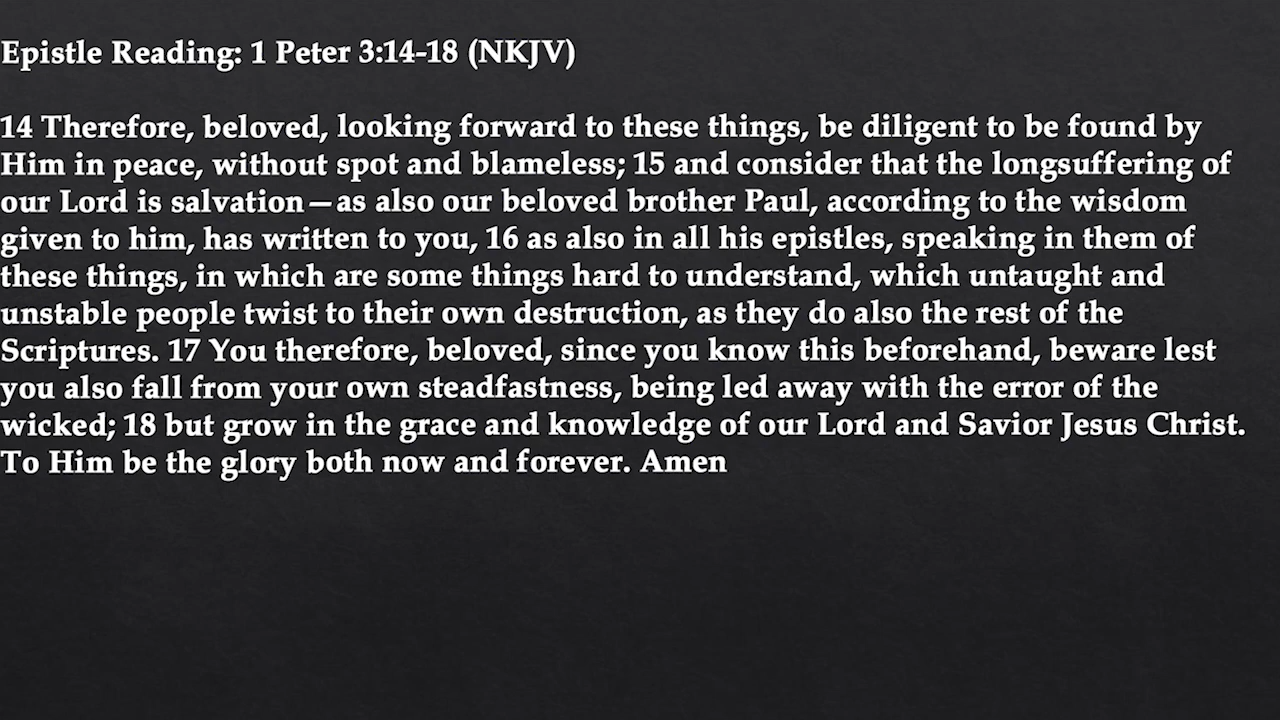 Epistle Reading: 1 Peter 3:14-18 (NKJV)
14 Therefore, beloved, looking forward to these things, be diligent to be found by
Him in peace, without spot and blameless; 15 and consider that the longsuffering of
our Lord is salvation—as also our beloved brother Paul, according to the wisdom
given to him, has written to you, 16 as also in all his epistles, speaking in them of
these things, in which are some things hard to understand, which untaught and
unstable people twist to their own destruction, as they do also the rest of the
Scriptures. 17 You therefore, beloved, since you know this beforehand, beware lest
you also fall from your own steadfastness, being led away with the error of the
wicked; 18 but grow in the grace and knowledge of our Lord and Savior Jesus Christ.
To Him be the glory both now and forever. Amen